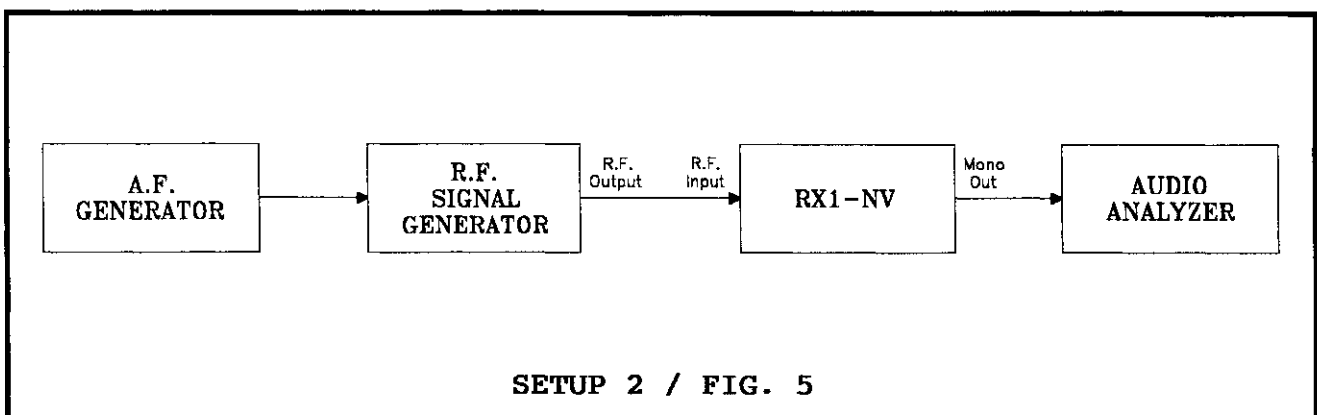 A.F.
GENERATOR
R.F.
SIGNAL
GENERATOR
R.F.
Output
R.F.
Input
RX1-NV
Mono
Out
AUDIO
ANALYZER
SETUP 2 / FIG. 5